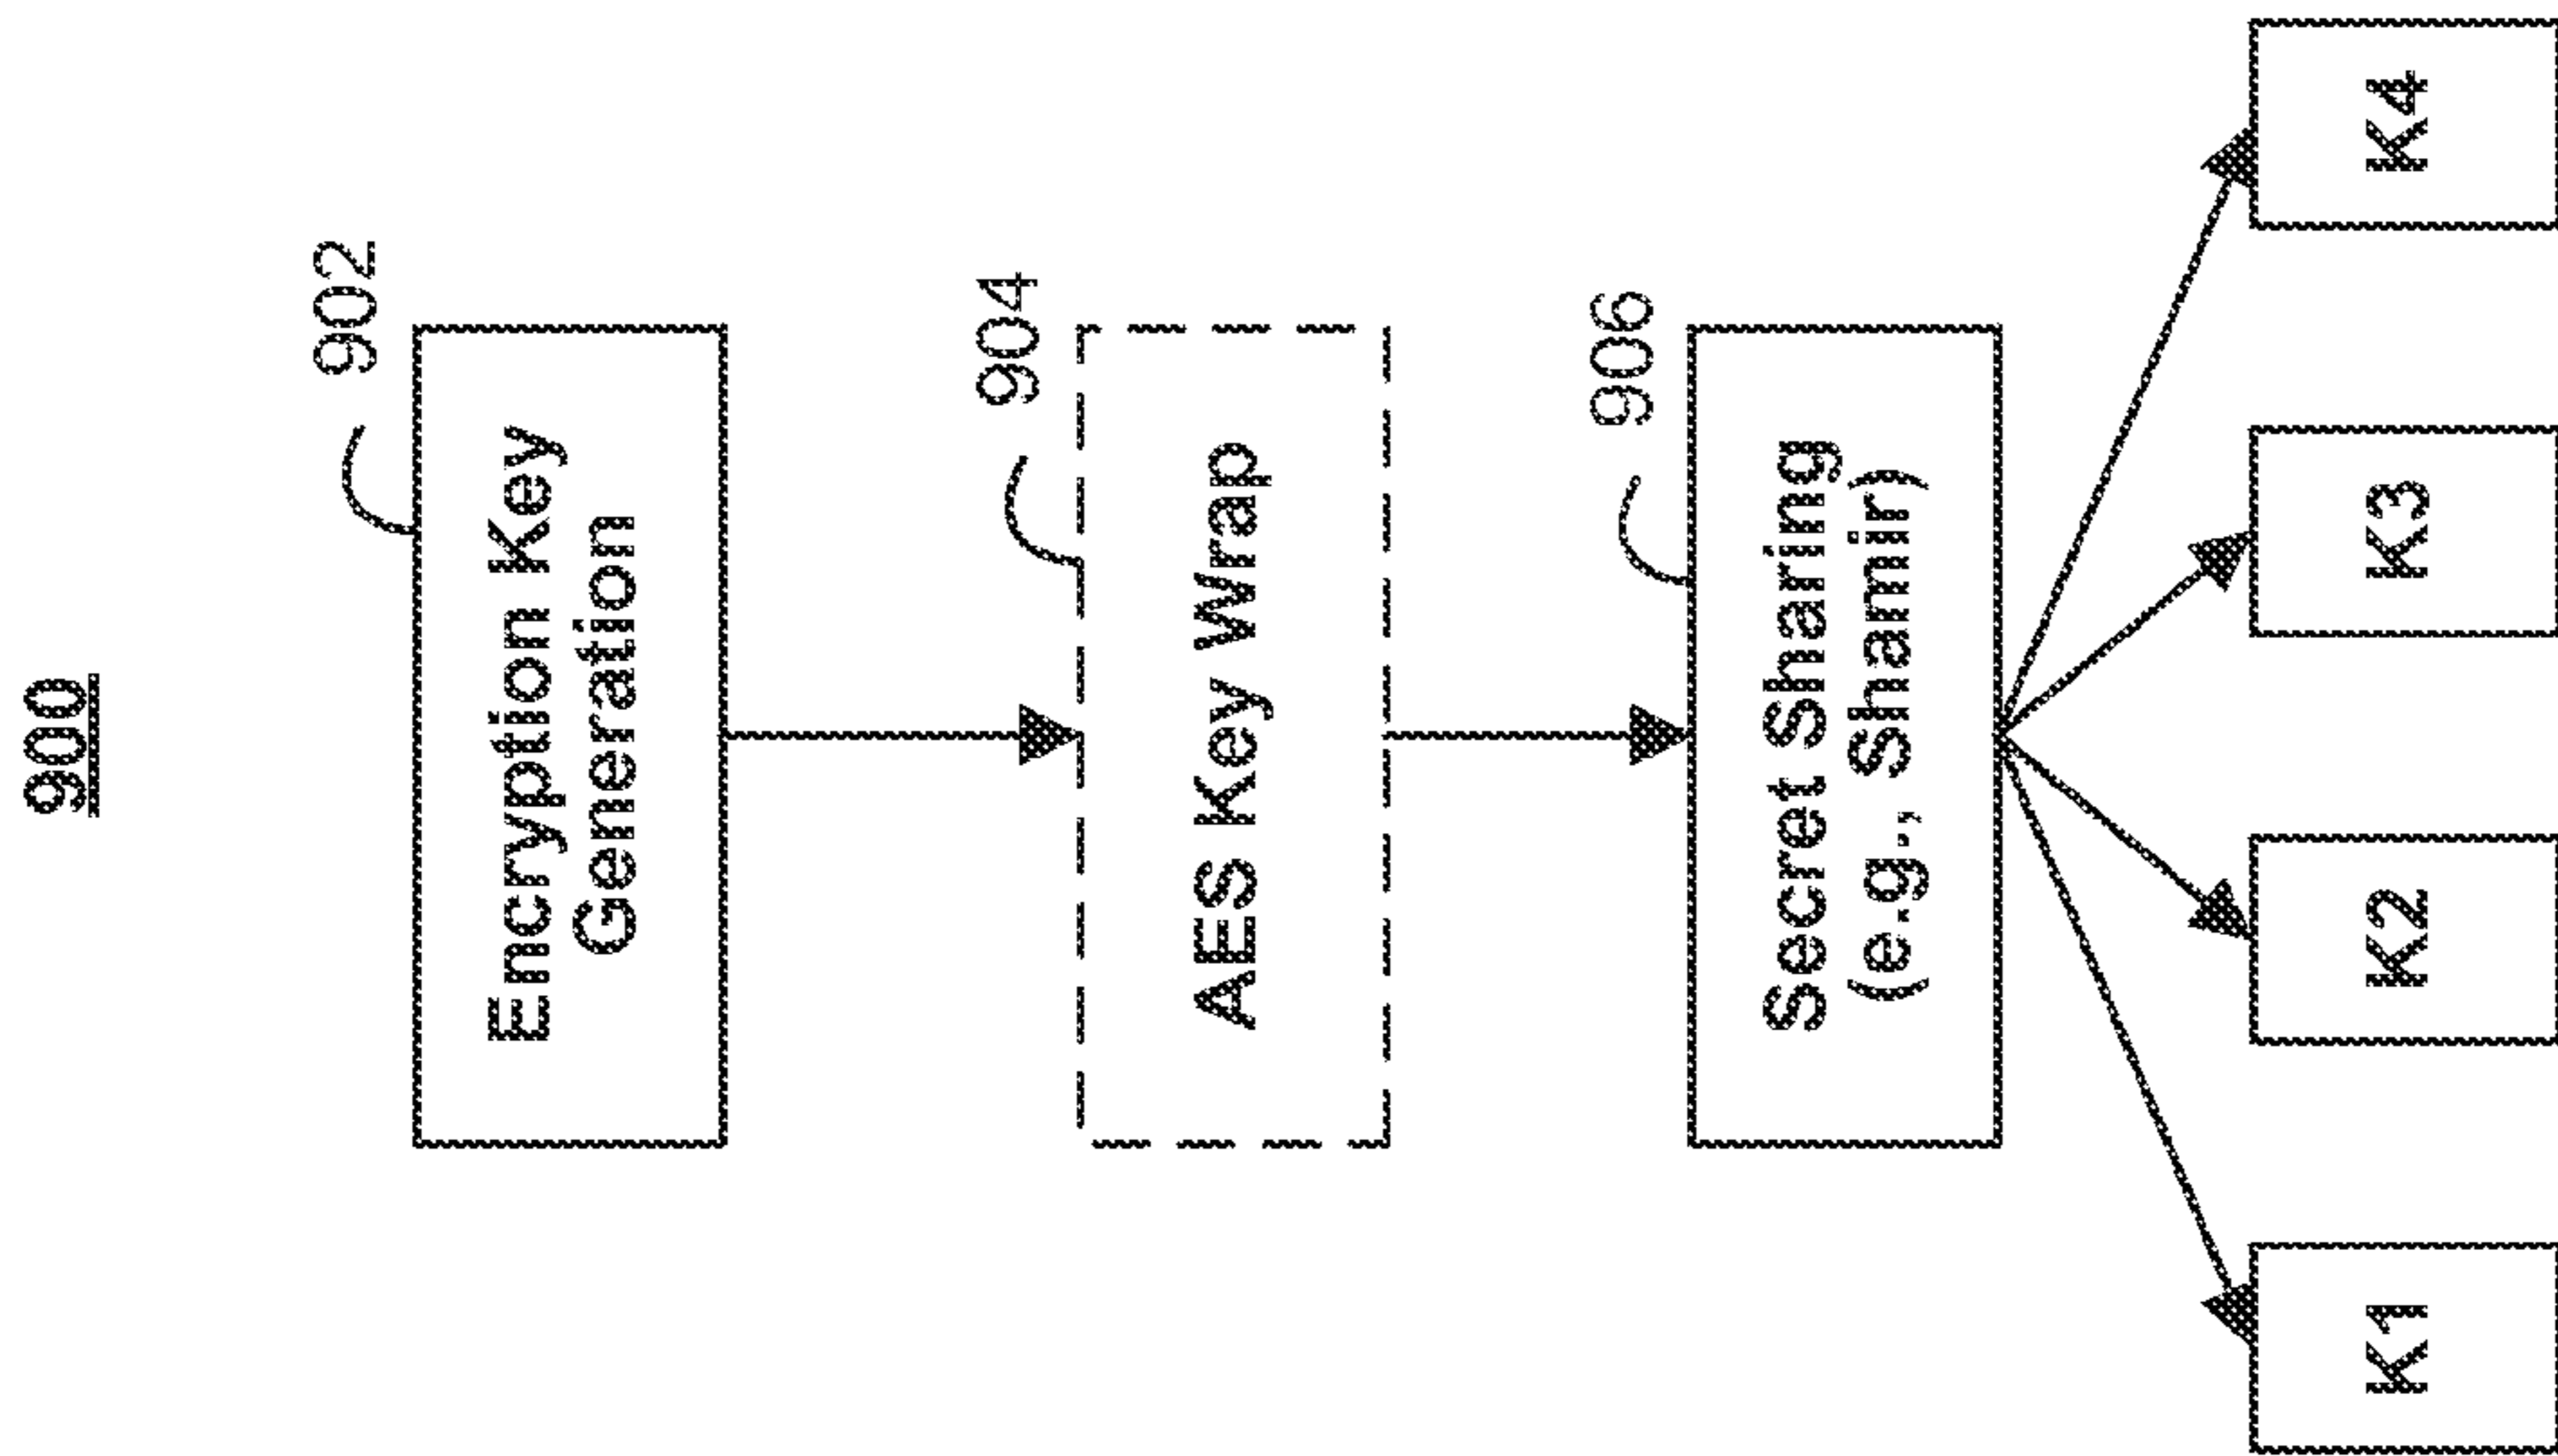 900
902
Encryption Key
Generation
904
AES Key Wrap
906
Secret Sharing
(e.g., Shamir)
K1
K2
K3
K4